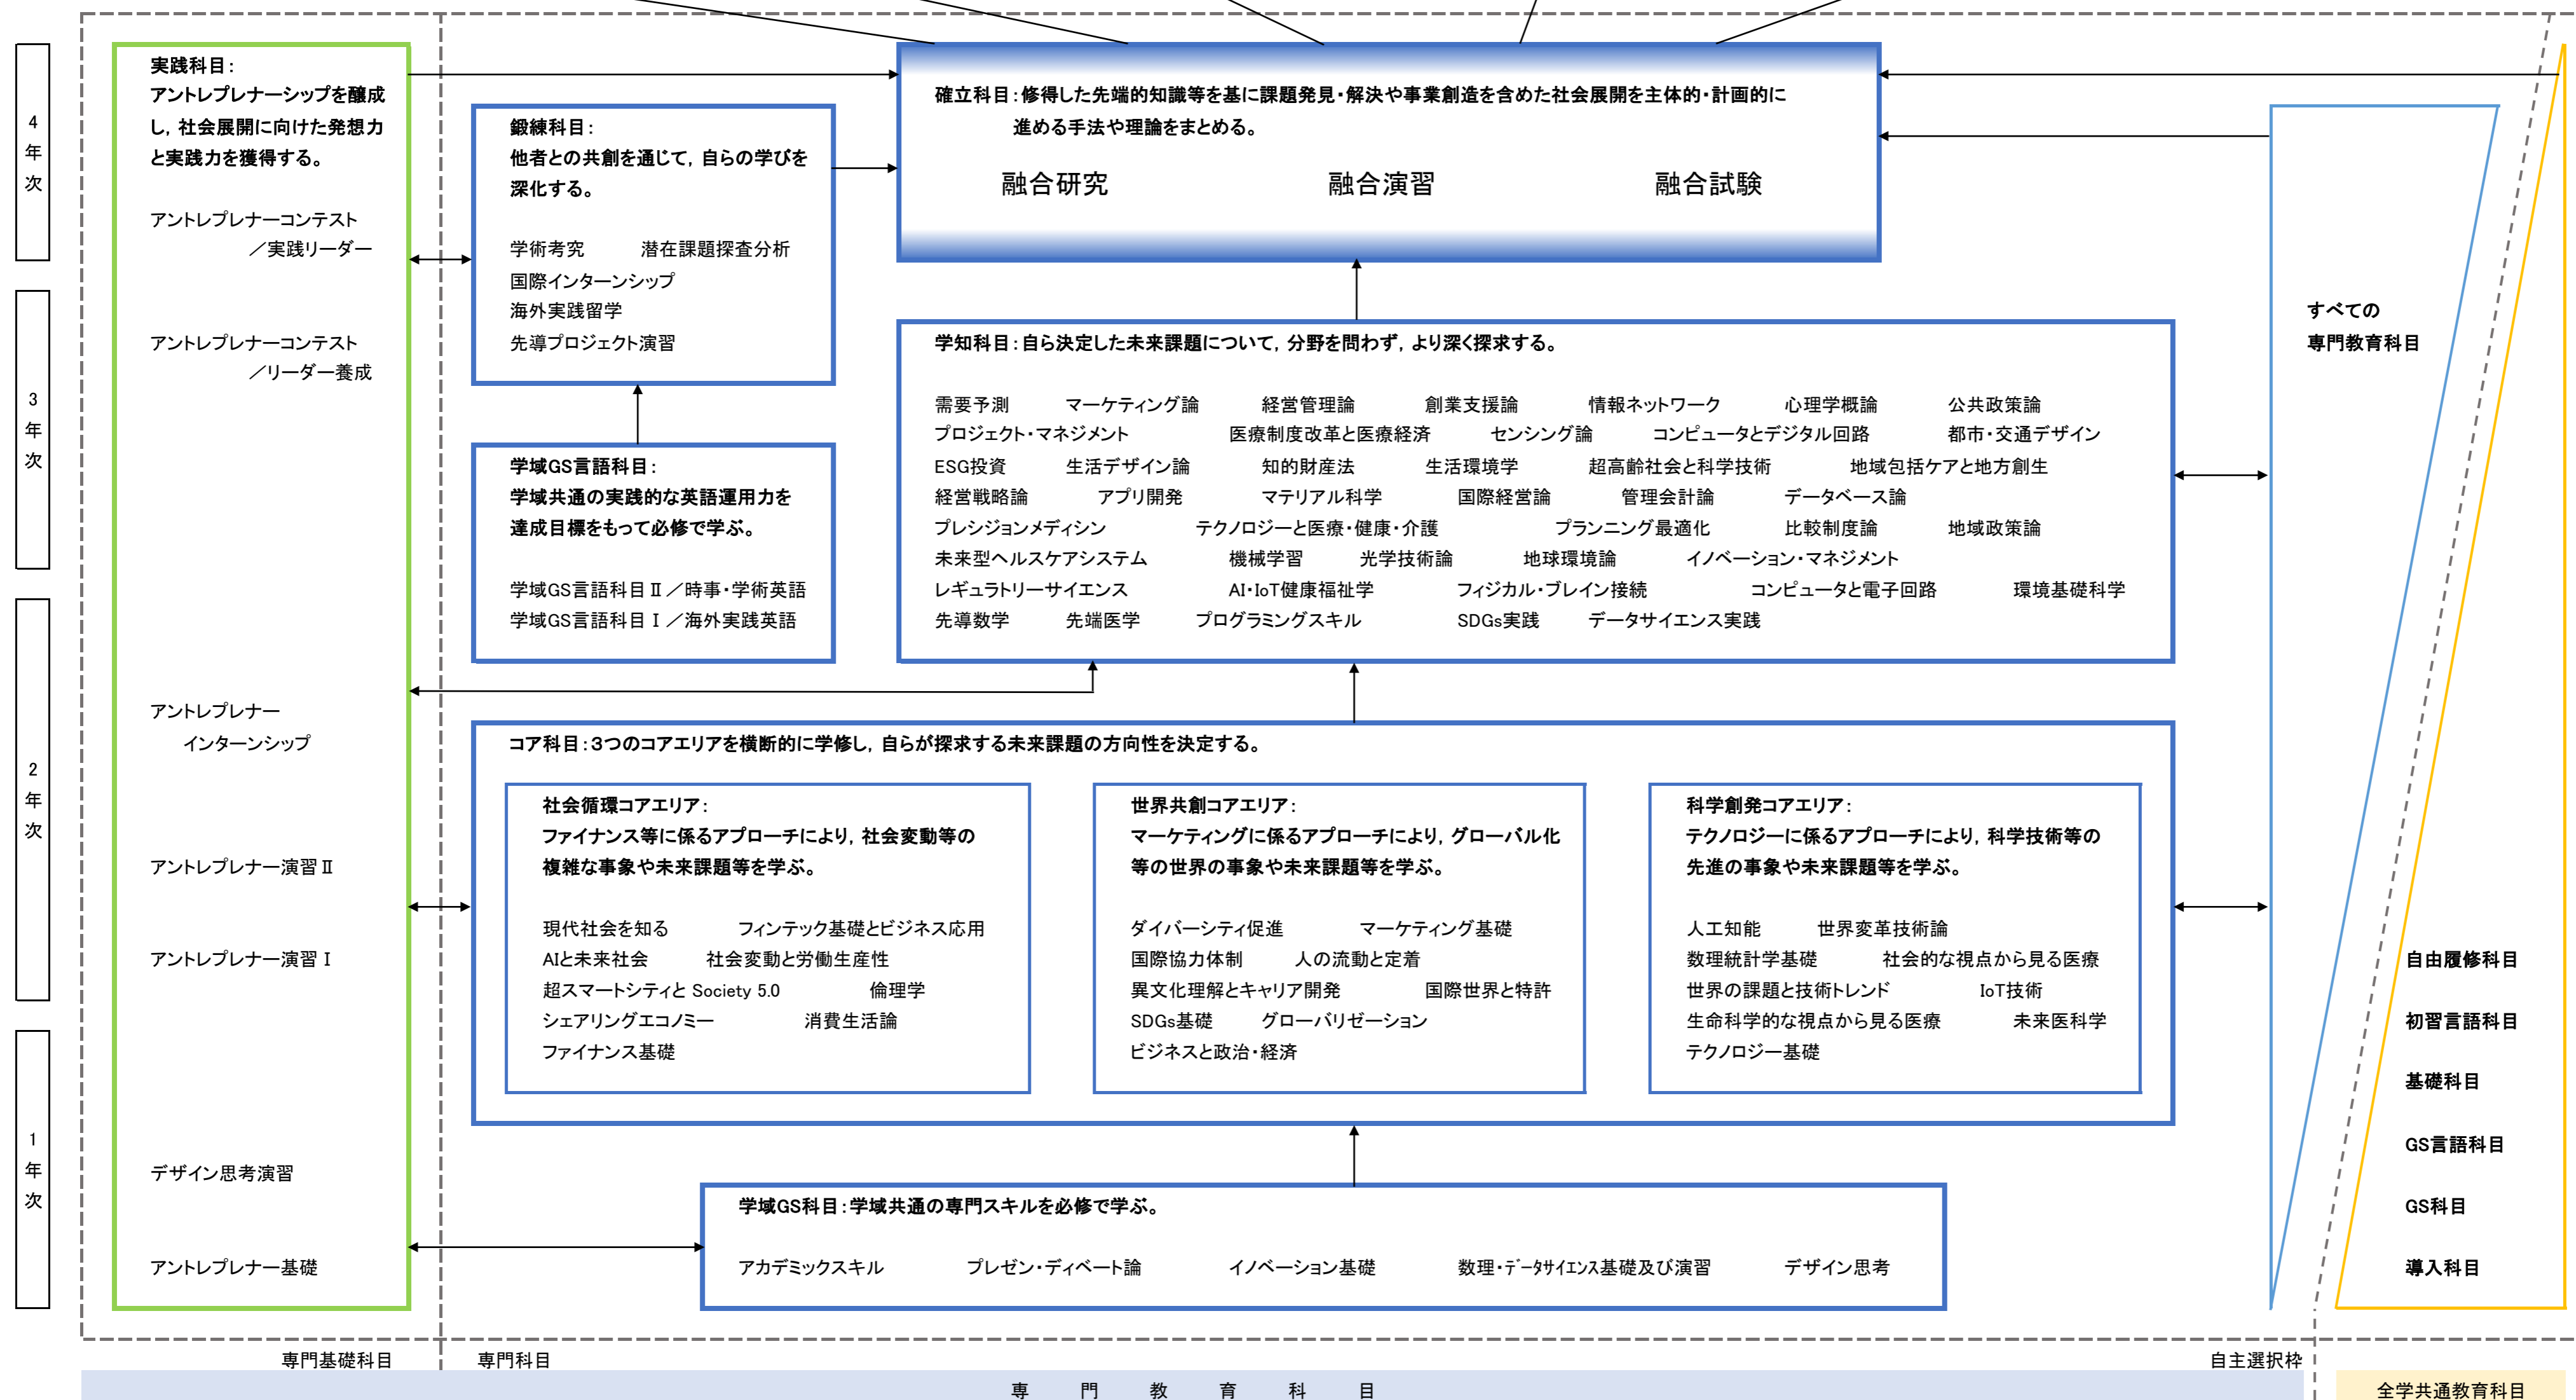 4年次
3年次
2年次
1年次
実践科目：
アントレプレナーシップを醸成
し，社会展開に向けた発想力
と実践力を獲得する。
アントレプレナーコンテスト
／実践リーダー
アントレプレナーコンテスト
／リーダー養成
アントレプレナー
インターンシップ
アントレプレナー演習Ⅱ
アントレプレナー演習Ⅰ
デザイン思考演習
アントレプレナー基礎
鍛練科目：
他者との共創を通じて，自らの学びを
深化する。
学術考究　潜在課題探査分析
国際インターンシップ
海外実践留学
先導プロジェクト演習
学域GS言語科目：
学域共通の実践的な英語運用力を
達成目標をもって必修で学ぶ。
学域GS言語科目Ⅱ／時事・学術英語
学域GS言語科目Ⅰ／海外実践英語
確立科目：修得した先端的知識等を基に課題発見・解決や事業創造を含めた社会展開を主体的・計画的に
進める手法や理論をまとめる。
融合研究　融合演習　融合試験
学知科目：自ら決定した未来課題について，分野を問わず，より深く探求する。
需要予測　マーケティング論　経営管理論　創業支援論　情報ネットワーク　心理学概論　公共政策論
プロジェクト・マネジメント　医療制度改革と医療経済　センシング論　コンピュータとデジタル回路　都市・交通デザイン
ESG投資　生活デザイン論　知的財産法　生活環境学　超高齢社会と科学技術　地域包括ケアと地方創生
経営戦略論　アプリ開発　マテリアル科学　国際経営論　管理会計論　データベース論
プレシジョンメディシン　テクノロジーと医療・健康・介護　プランニング最適化　比較制度論　地域政策論
未来型ヘルスケアシステム　機械学習　光学技術論　地球環境論　イノベーション・マネジメント
レギュラトリーサイエンス　AI・IoT健康福祉学　フィジカル・ブレイン接続　コンピュータと電子回路　環境基礎科学
先導数学　先端医学　プログラミングスキル　SDGs実践　データサイエンス実践
コア科目：３つのコアエリアを横断的に学修し，自らが探求する未来課題の方向性を決定する。
社会循環コアエリア：
ファイナンス等に係るアプローチにより，社会変動等の
複雑な事象や未来課題等を学ぶ。
現代社会を知る　フィンテック基礎とビジネス応用
AIと未来社会　社会変動と労働生産性
超スマートシティと Society 5.0　倫理学
シェアリングエコノミー　消費生活論
ファイナンス基礎
世界共創コアエリア：
マーケティングに係るアプローチにより，グローバル化
等の世界の事象や未来課題等を学ぶ。
ダイバーシティ促進　マーケティング基礎
国際協力体制　人の流動と定着
異文化理解とキャリア開発　国際世界と特許
SDGs基礎　グローバリゼーション
ビジネスと政治・経済
科学創発コアエリア：
テクノロジーに係るアプローチにより，科学技術等の
先進の事象や未来課題等を学ぶ。
人工知能　世界変革技術論
数理統計学基礎　社会的な視点から見る医療
世界の課題と技術トレンド　IoT技術
生命科学的な視点から見る医療　未来医科学
テクノロジー基礎
学域GS科目：学域共通の専門スキルを必修で学ぶ。
アカデミックスキル　プレゼン・ディベート論　イノベーション基礎　数理・ﾃﾞｰﾀｻｲｴﾝｽ基礎及び演習　デザイン思考
すべての
専門教育科目
自由履修科目
初習言語科目
基礎科目
GS言語科目
GS科目
導入科目
専門基礎科目　専門科目　自主選択枠
専門教育科目　全学共通教育科目